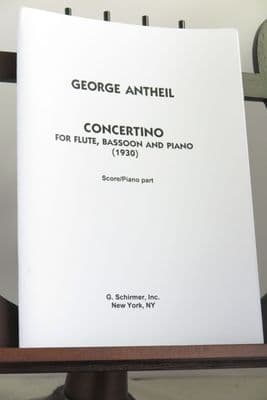 GEORGE ANTHEIL
CONCERTINO
FOR FLUTE, BASSOON AND PIANO
(1930)
Score/Piano part
G. Schirmer, Inc.
New York, NY